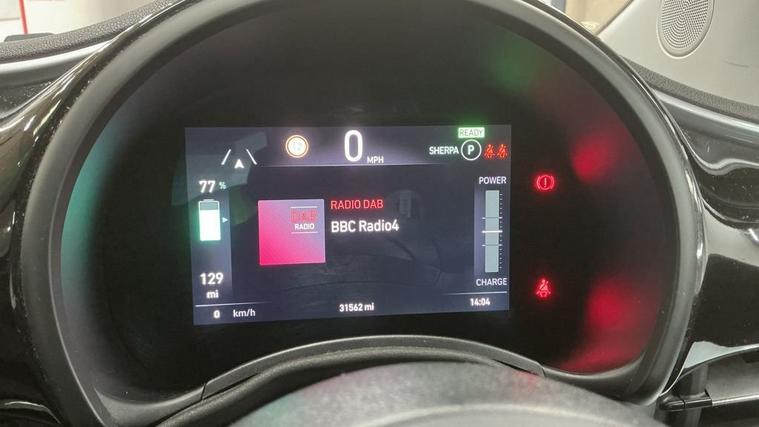 0 MPH
READY
SHERPA P
77 %
129
mi
0 km/h
DAB
RADIO
RADIO DAB
BBC Radio4
POWER
CHARGE
31562 mi
14:04